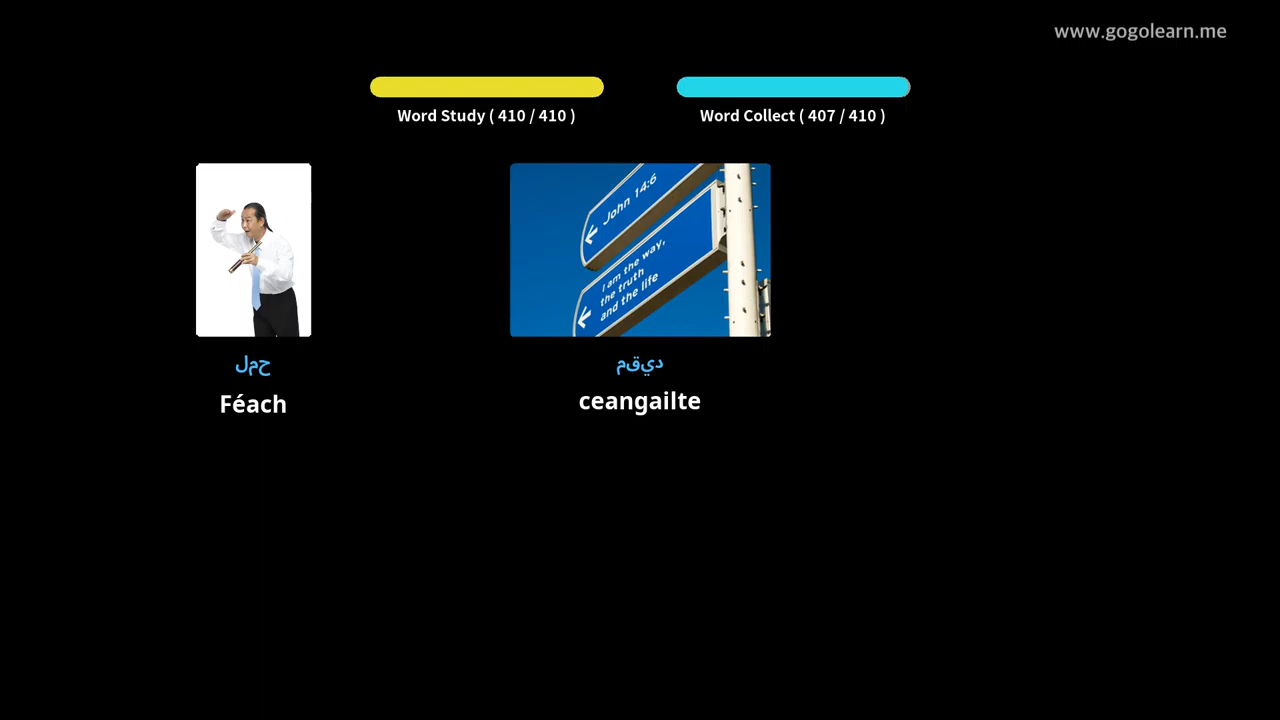 www.gogolearn.me
Word Study ( 410 / 410 )
Word Collect ( 407 / 410 )
John 14:6
I am the way,
the truth
and the life
حمل
ديقم
Féach
ceangailte